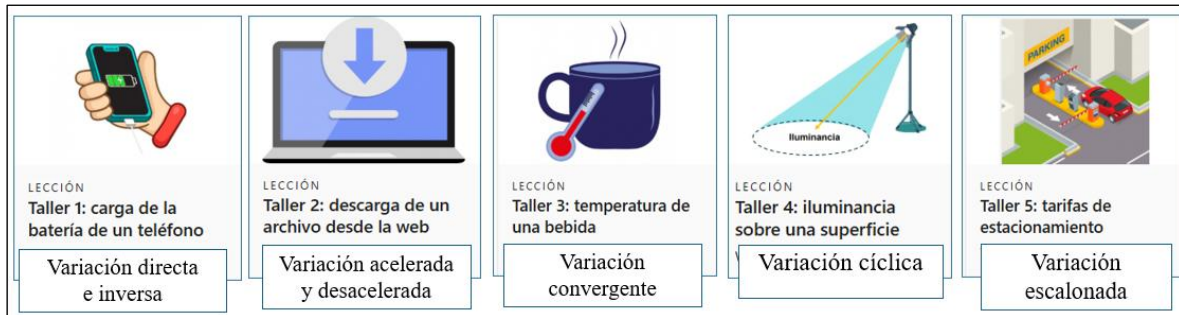 LECCIÓN
Taller 1: carga de la
batería de un teléfono
Variación directa
e inversa
LECCIÓN
Taller 2: descarga de un
archivo desde la web
Variación acelerada
y desacelerada
LECCIÓN
Taller 3: temperatura de
una bebida
Variación
convergente
Iluminancia
LECCIÓN
Taller 4: iluminancia
sobre una superficie
Variación cíclica
PARKING
LECCIÓN
Taller 5: tarifas de
estacionamiento
Variación
escalonada